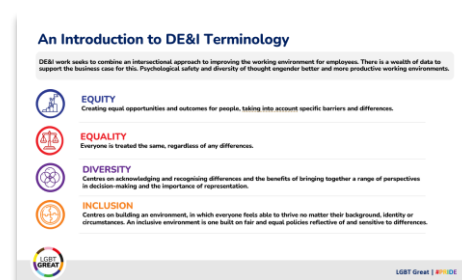 An Introduction to DE&I Terminology
DE&I work seeks to combine an intersectional approach to improving the working environment for employees. There is a wealth of data to
support the business case for this. Psychological safety and diversity of thought engender better and more productive working environments.
EQUITY
Creating equal opportunities and outcomes for people, taking into account specific barriers and differences.
EQUALITY
Everyone is treated the same, regardless of any differences.
DIVERSITY
Centres on acknowledging and recognising differences and the benefits of bringing together a range of perspectives
in decision-making and the importance of representation.
INCLUSION
Centres on building an environment, in which everyone feels able to thrive no matter their background, identity or
circumstances. An inclusive environment is one built on fair and equal policies reflective of and sensitive to differences.
LGBT
GREAT
LGBT Great | #PRIDE